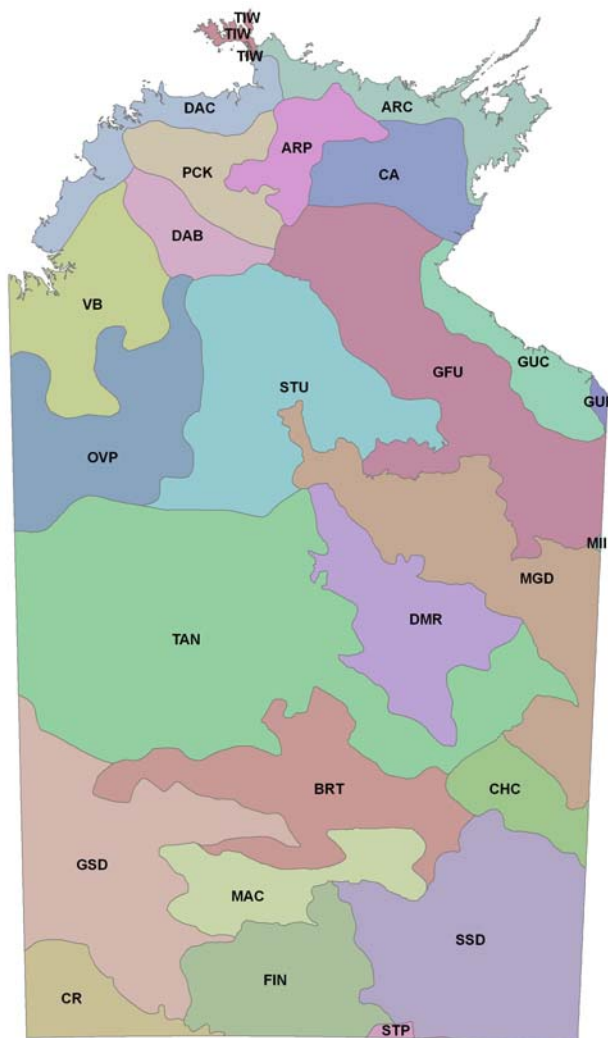 TIW
TIW
TIW
DAC
ARC
ARP
PCK
CA
DAB
VB
GUC
GFU
STU
GUI
OVP
MII
MGD
DMR
TAN
BRT
CHC
GSD
MAC
SSD
FIN
CR
STP